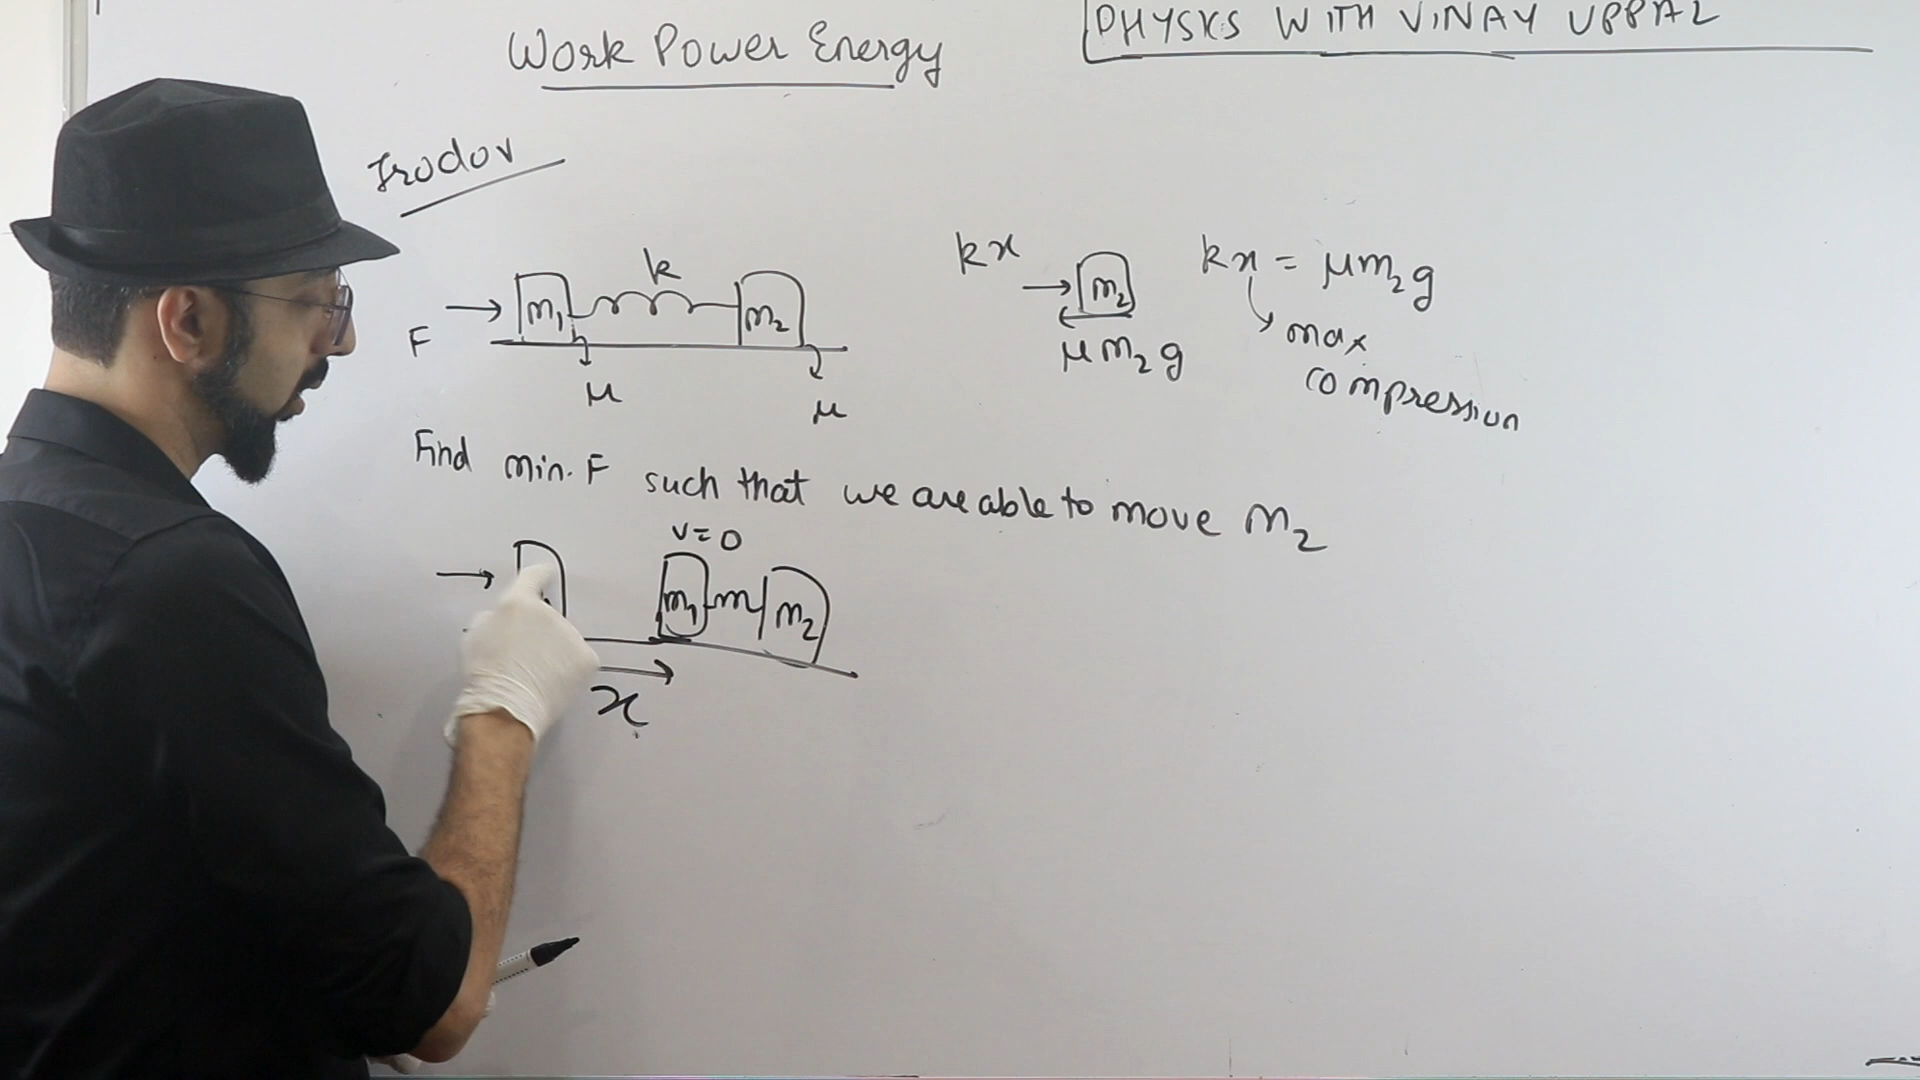 Work Power Energy
PHYSICS WITH VINAY UPPAL
Irodov
F
m1
k
m2
μ
μ
kx
m2
μm2g
kx = μm2g
max
compression
Find min. F such that we are able to move m2
v=0
m1
m2
x